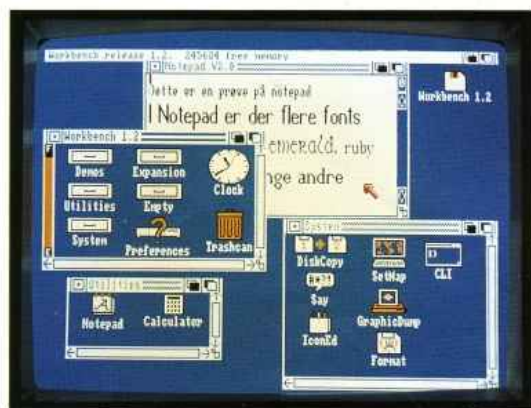 Workbench release 1.2. 245604 free memory
Notepad V2.0
Workbench 1.2
Dette er en prøve på notepad
I Notepad er der flere fonts
emerald, ruby
nge andre
Workbench 1.2
Demos Expansion Clock
Utilities Empty
System Preferences Trashcan
System
DiskCopy SetMap CLI
Say GraphicDump
IconEd Format
Utilities
Notepad Calculator